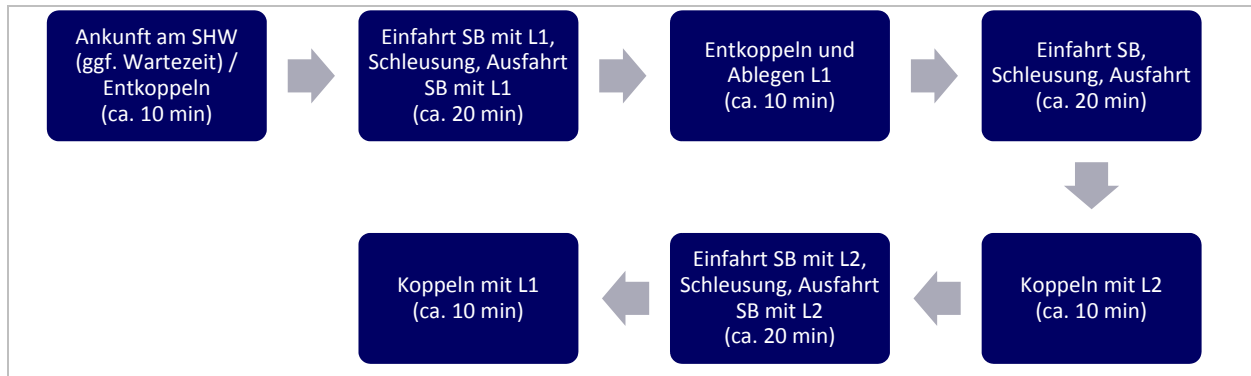 Ankunft am SHW
(ggf. Wartezeit) /
Entkoppeln
(ca. 10 min)
Einfahrt SB mit L1,
Schleusung, Ausfahrt
SB mit L1
(ca. 20 min)
Entkoppeln und
Ablegen L1
(ca. 10 min)
Einfahrt SB,
Schleusung, Ausfahrt
(ca. 20 min)
Koppeln mit L2
(ca. 10 min)
Einfahrt SB mit L2,
Schleusung, Ausfahrt
SB mit L2
(ca. 20 min)
Koppeln mit L1
(ca. 10 min)